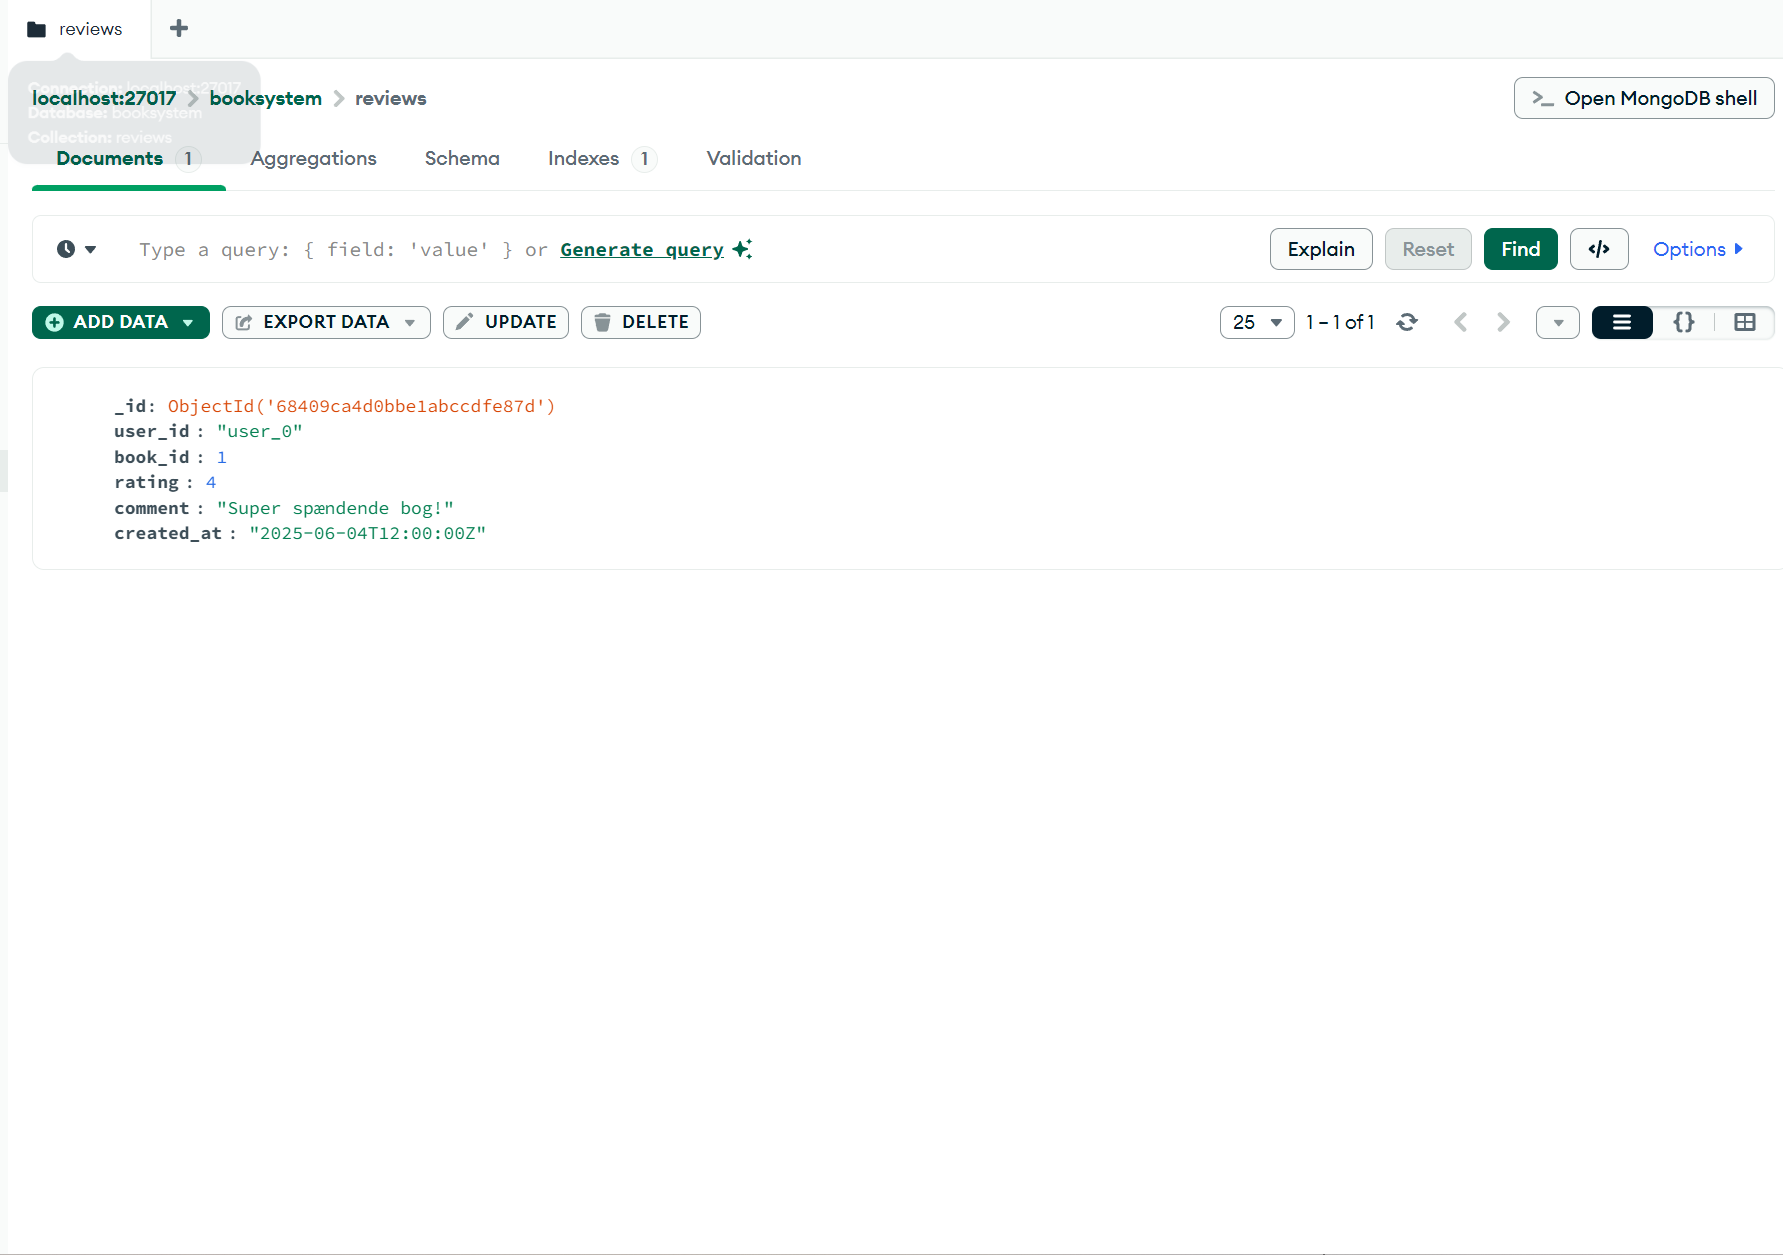 reviews
Connection: localhost:27017
Database: booksystem
Collection: reviews
localhost:27017 booksystem reviews
>_ Open MongoDB shell
Documents 1 Aggregations Schema Indexes 1 Validation
Type a query: { field: 'value' } or Generate query
Explain Reset Find </> Options
ADD DATA EXPORT DATA UPDATE DELETE
25 1 – 1 of 1 {}
_id: ObjectId('68409ca4d0bbe1abccdfe87d')
user_id : "user_0"
book_id : 1
rating : 4
comment : "Super spændende bog!"
created_at : "2025-06-04T12:00:00Z"